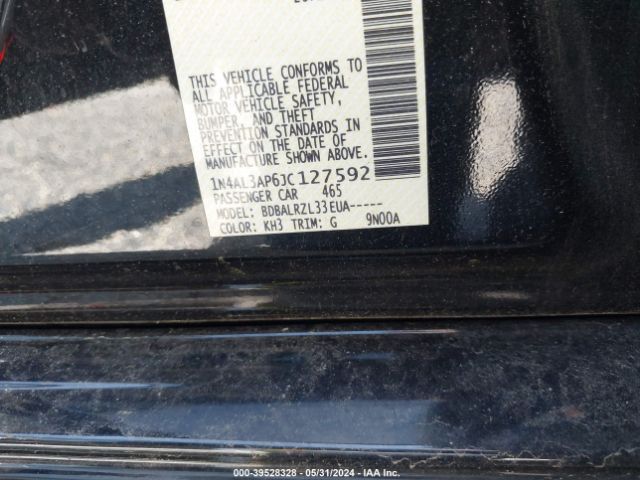 THIS VEHICLE CONFORMS TO
ALL APPLICABLE FEDERAL
MOTOR VEHICLE SAFETY,
BUMPER, AND THEFT
PREVENTION STANDARDS IN
EFFECT ON THE DATE OF
MANUFACTURE SHOWN ABOVE.
1N4AL3AP6JC127592
PASSENGER CAR 465
MODEL: BDBALRZL33EUA-----
COLOR: KH3 TRIM: G 9N00A
000-39528328 - 05/31/2024 - IAA Inc.